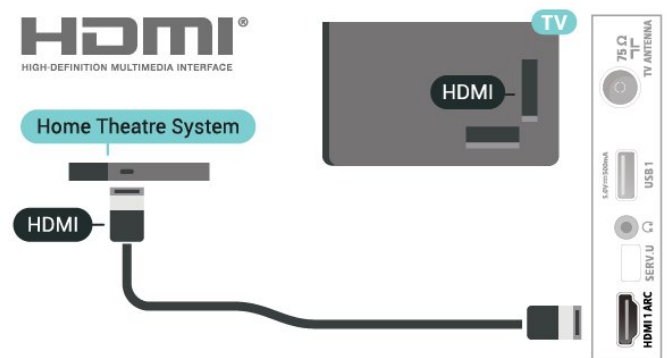 HDMI®
HIGH-DEFINITION MULTIMEDIA INTERFACE
TV
HDMI
Home Theatre System
HDMI
75 Ω
TV ANTENNA
5.0V⎓500mA
USB 1
SERV.U
HDMI 1 ARC